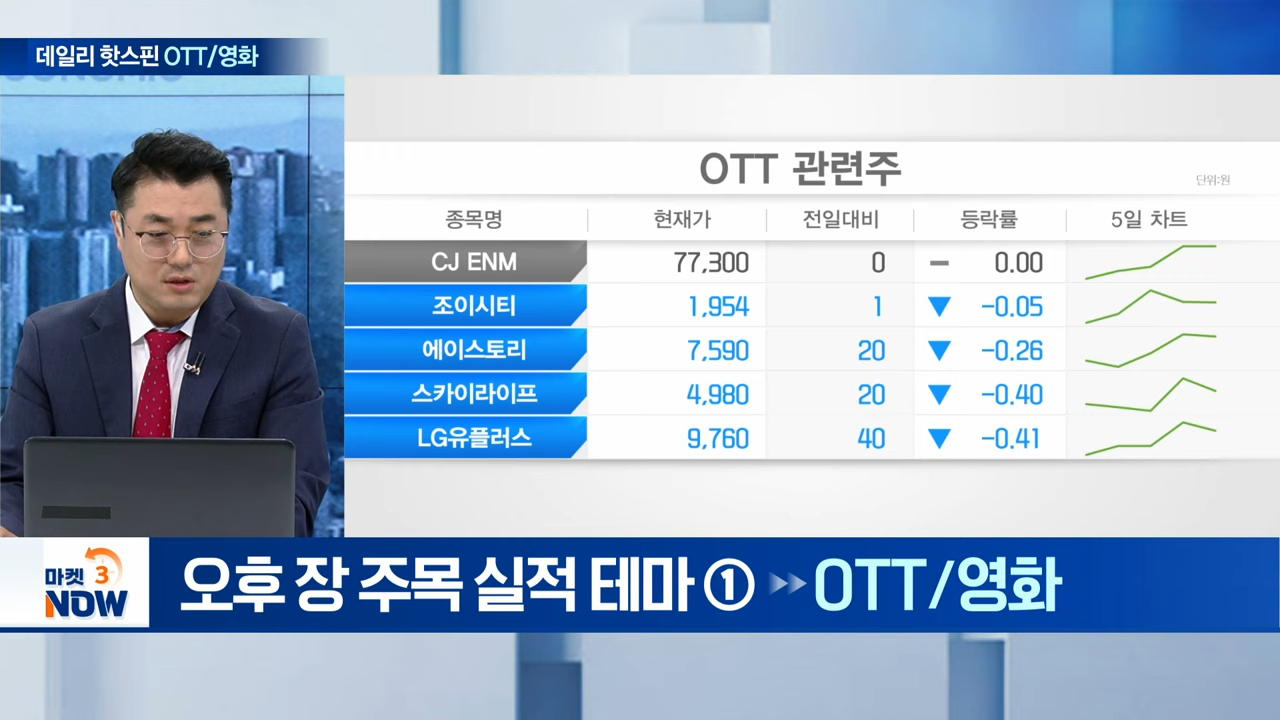 데일리 핫스핀 OTT/영화
OTT 관련주
단위:원
종목명 현재가 전일대비 등락률 5일 차트
CJ ENM 77,300 0 0.00
조이시티 1,954 1 ▼ -0.05
에이스토리 7,590 20 ▼ -0.26
스카이라이프 4,980 20 ▼ -0.40
LG유플러스 9,760 40 ▼ -0.41
마켓 3
NOW
오후 장 주목 실적 테마 ① OTT/영화